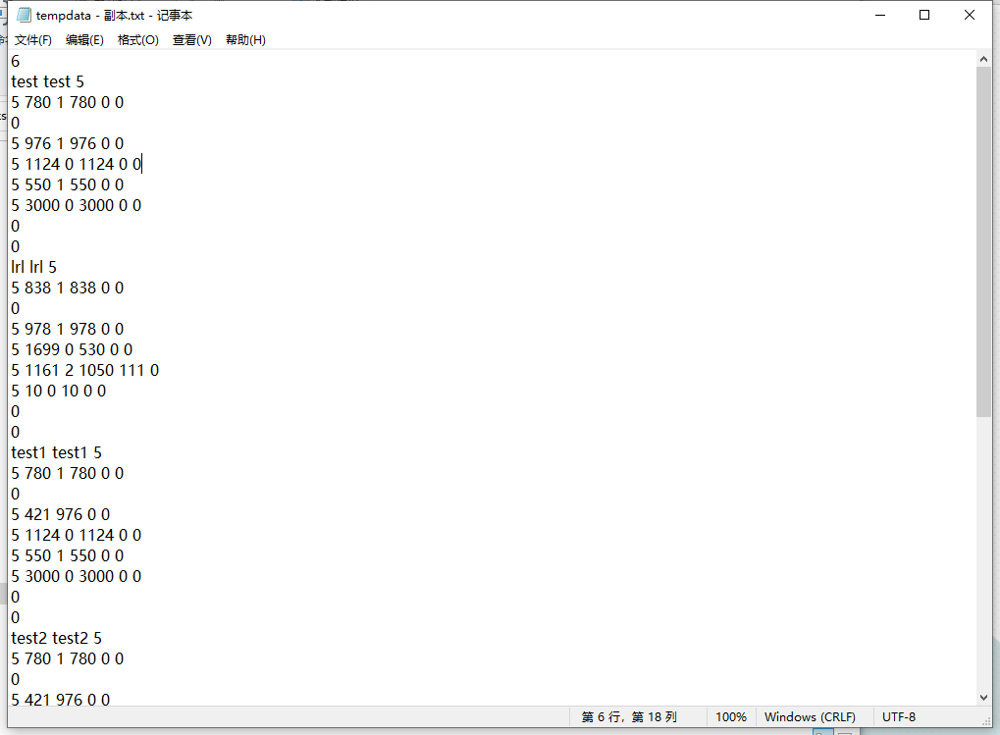 tempdata - 副本.txt - 记事本
文件(F) 编辑(E) 格式(O) 查看(V) 帮助(H)
6
test test 5
5 780 1 780 0 0
0
5 976 1 976 0 0
5 1124 0 1124 0 0
5 550 1 550 0 0
5 3000 0 3000 0 0
0
0
lrl lrl 5
5 838 1 838 0 0
0
5 978 1 978 0 0
5 1699 0 530 0 0
5 1161 2 1050 111 0
5 10 0 10 0 0
0
0
test1 test1 5
5 780 1 780 0 0
0
5 421 976 0 0
5 1124 0 1124 0 0
5 550 1 550 0 0
5 3000 0 3000 0 0
0
0
test2 test2 5
5 780 1 780 0 0
0
5 421 976 0 0
第 6 行，第 18 列 100% Windows (CRLF) UTF-8